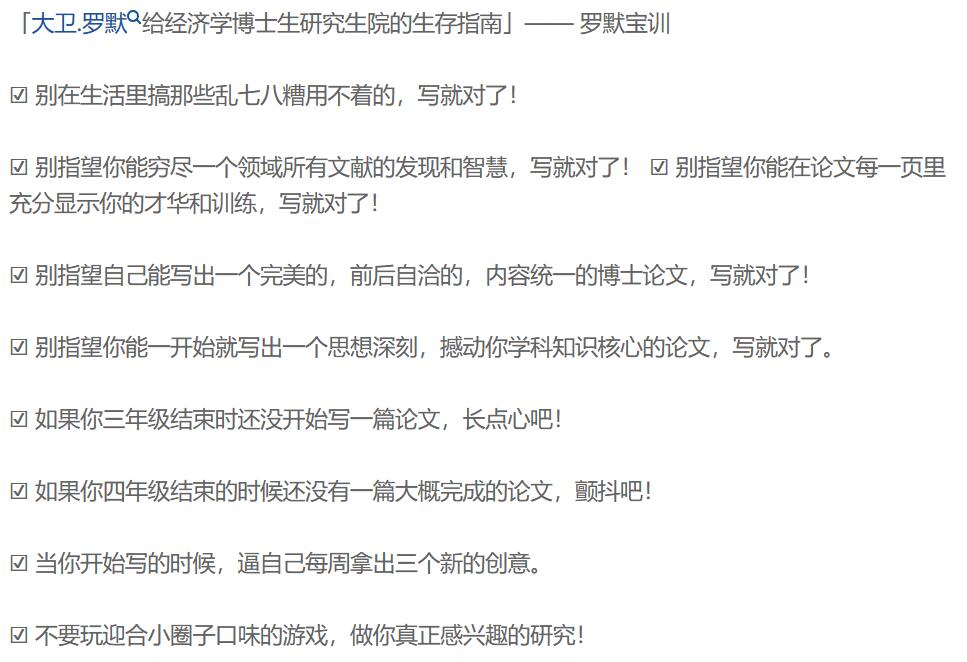 「大卫.罗默给经济学博士生研究生院的生存指南」—— 罗默宝训
☑ 别在生活里搞那些乱七八糟用不着的，写就对了！
☑ 别指望你能穷尽一个领域所有文献的发现和智慧，写就对了！ ☑ 别指望你能在论文每一页里
充分显示你的才华和训练，写就对了！
☑ 别指望自己能写出一个完美的，前后自洽的，内容统一的博士论文，写就对了！
☑ 别指望你能一开始就写出一个思想深刻，撼动你学科知识核心的论文，写就对了。
☑ 如果你三年级结束时还没开始写一篇论文，长点心吧！
☑ 如果你四年级结束的时候还没有一篇大概完成的论文，颤抖吧！
☑ 当你开始写的时候，逼自己每周拿出三个新的创意。
☑ 不要玩迎合小圈子口味的游戏，做你真正感兴趣的研究！